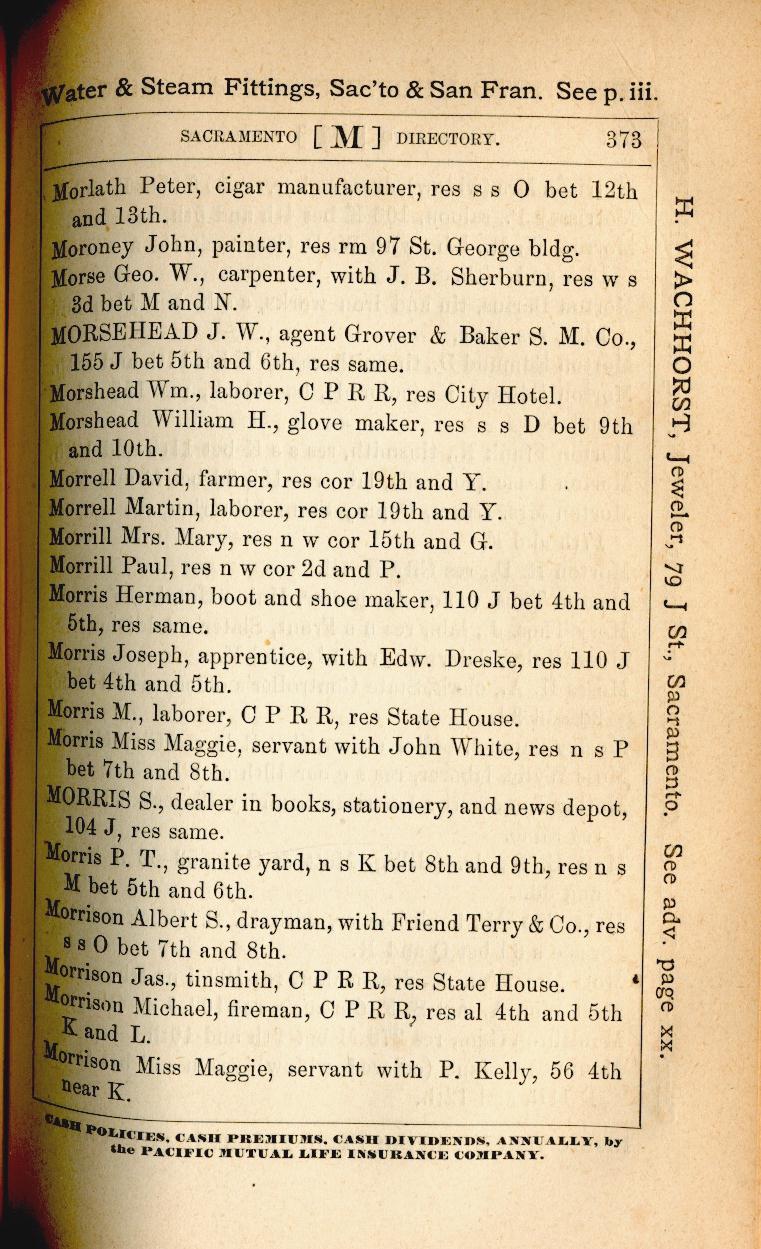 Water & Steam Fittings, Sac'to & San Fran. See p. iii.
SACRAMENTO [ M ] DIRECTORY. 373
Morlath Peter, cigar manufacturer, res s s O bet 12th
and 13th.
Moroney John, painter, res rm 97 St. George bldg.
Morse Geo. W., carpenter, with J. B. Sherburn, res w s
3d bet M and N.
MORSEHEAD J. W., agent Grover & Baker S. M. Co.,
155 J bet 5th and 6th, res same.
Morshead Wm., laborer, C P R R, res City Hotel.
Morshead William H., glove maker, res s s D bet 9th
and 10th.
Morrell David, farmer, res cor 19th and Y.
Morrell Martin, laborer, res cor 19th and Y.
Morrill Mrs. Mary, res n w cor 15th and G.
Morrill Paul, res n w cor 2d and P.
Morris Herman, boot and shoe maker, 110 J bet 4th and
5th, res same.
Morris Joseph, apprentice, with Edw. Dreske, res 110 J
bet 4th and 5th.
Morris M., laborer, C P R R, res State House.
Morris Miss Maggie, servant with John White, res n s P
bet 7th and 8th.
MORRIS S., dealer in books, stationery, and news depot,
104 J, res same.
Morris P. T., granite yard, n s K bet 8th and 9th, res n s
M bet 5th and 6th.
Morrison Albert S., drayman, with Friend Terry & Co., res
s s O bet 7th and 8th.
Morrison Jas., tinsmith, C P R R, res State House.
Morrison Michael, fireman, C P R R, res al 4th and 5th
K and L.
Morrison Miss Maggie, servant with P. Kelly, 56 4th
near K.
CASH POLICIES, CASH PREMIUMS, CASH DIVIDENDS, ANNUALLY, by
the PACIFIC MUTUAL LIFE INSURANCE COMPANY.
H. WACHHORST, Jeweler, 79 J St., Sacramento. See adv. page xx.